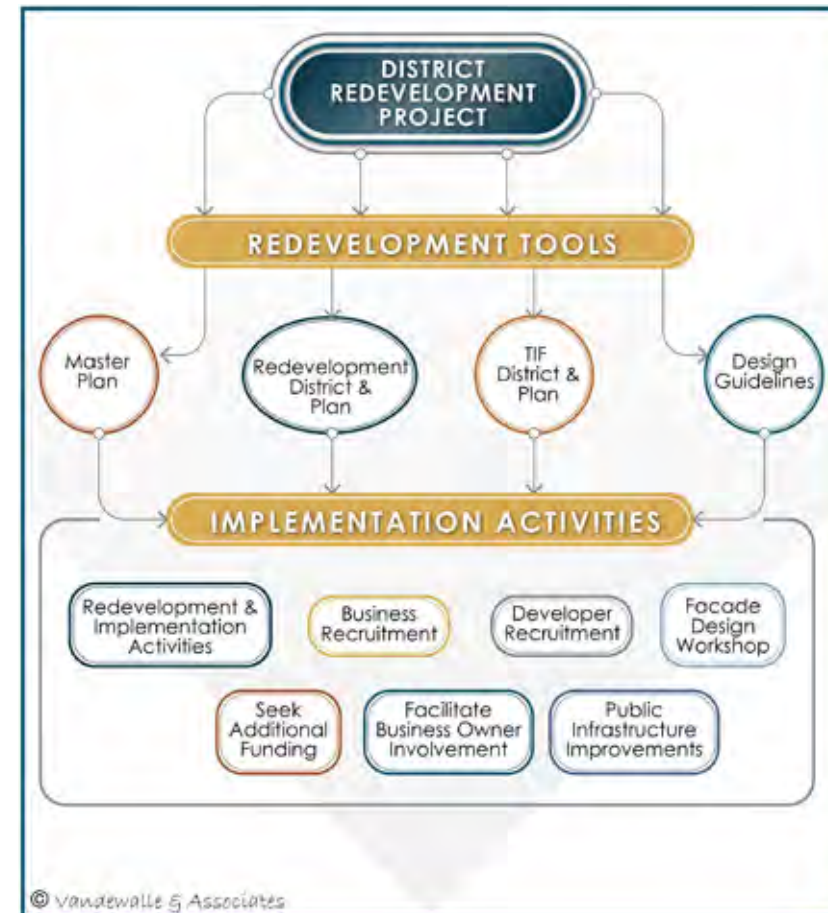 DISTRICT
REDEVELOPMENT
PROJECT
REDEVELOPMENT TOOLS
Master
Plan
Redevelopment
District &
Plan
TIF
District &
Plan
Design
Guidelines
IMPLEMENTATION ACTIVITIES
Redevelopment &
Implementation
Activities
Business
Recruitment
Developer
Recruitment
Facade
Design
Workshop
Seek
Additional
Funding
Facilitate
Business Owner
Involvement
Public
Infrastructure
Improvements
© Vandewalle & Associates